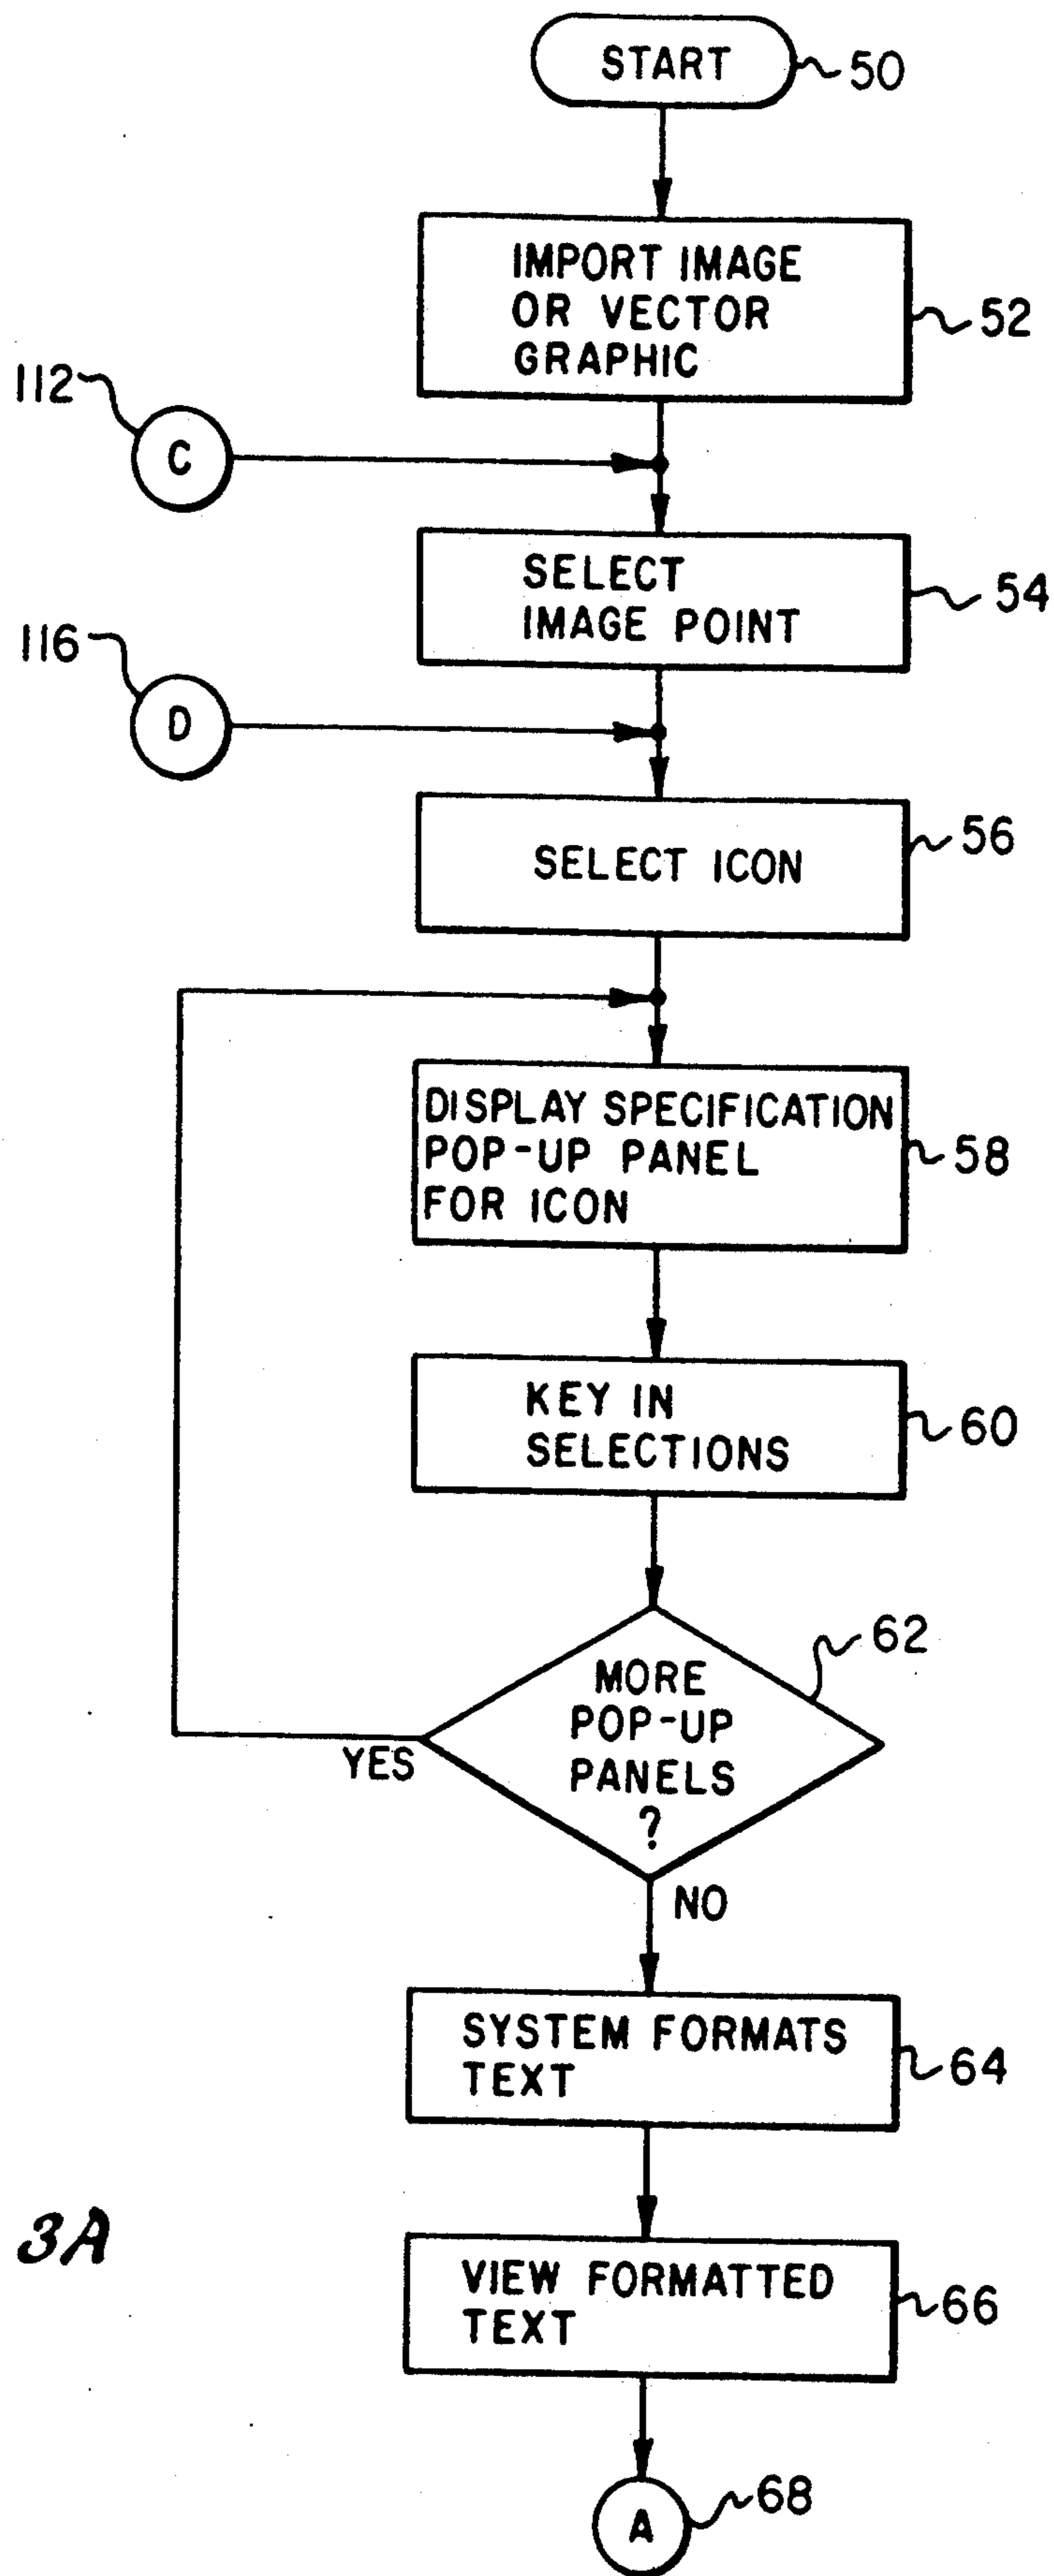 START
50
IMPORT IMAGE
OR VECTOR
GRAPHIC
52
112
C
SELECT
IMAGE POINT
54
116
D
SELECT ICON
56
DISPLAY SPECIFICATION
POP-UP PANEL
FOR ICON
58
KEY IN
SELECTIONS
60
62
MORE
POP-UP
PANELS
?
YES
NO
SYSTEM FORMATS
TEXT
64
3A
VIEW FORMATTED
TEXT
66
A
68